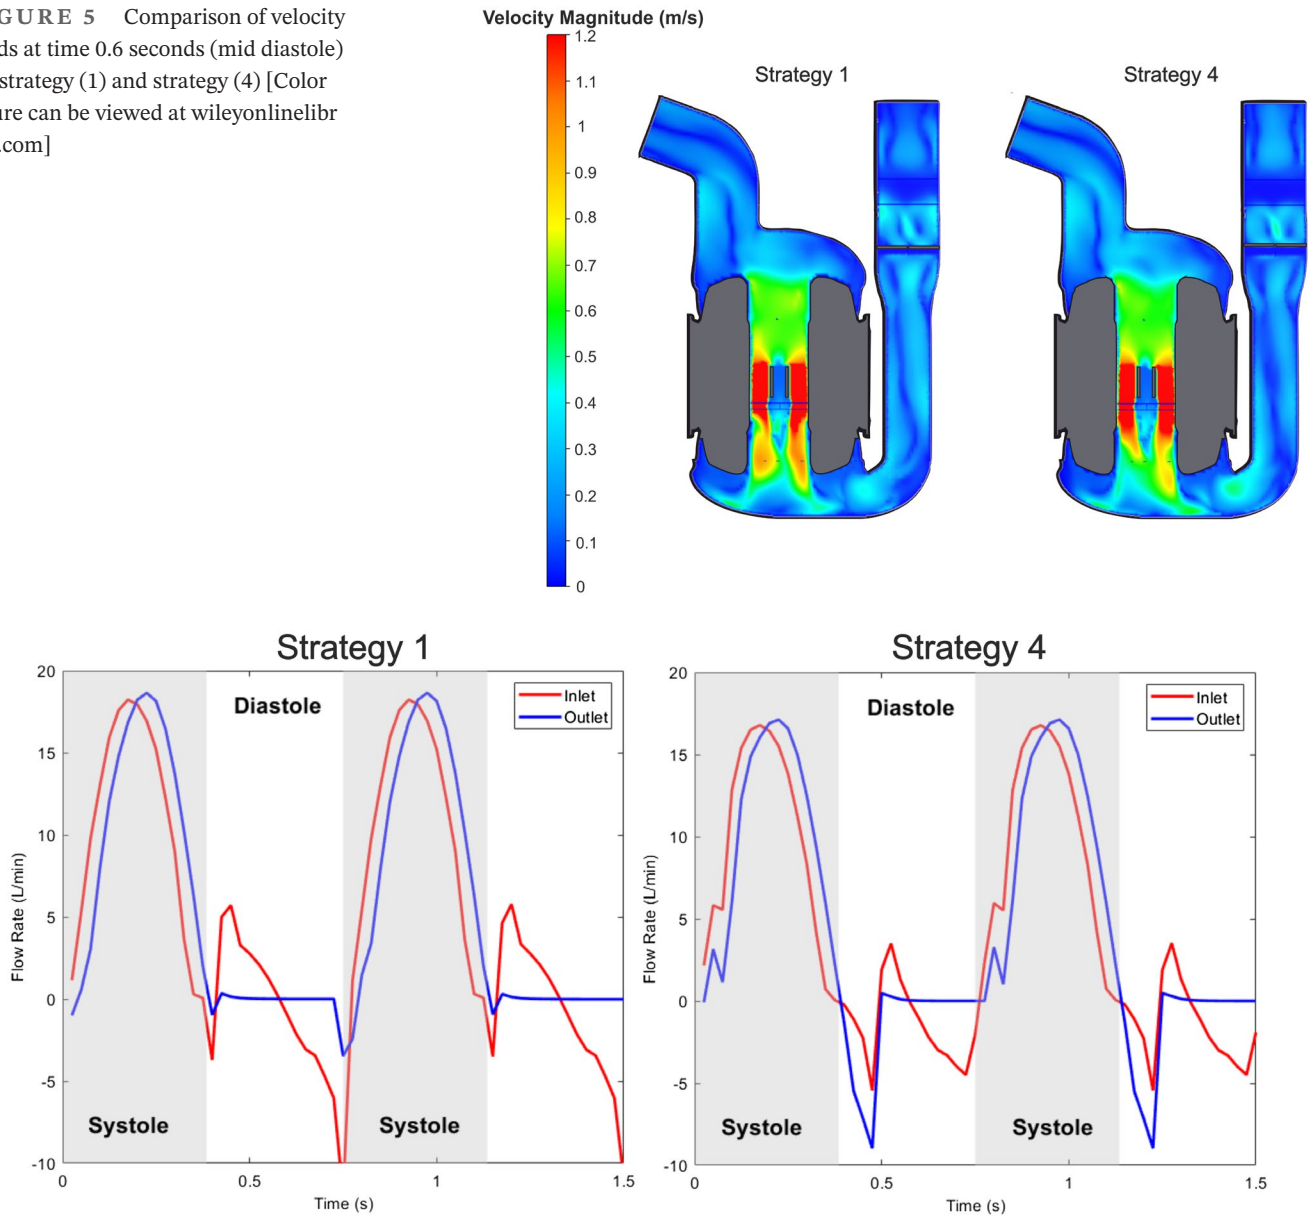 GURE 5 Comparison of velocity
ds at time 0.6 seconds (mid diastole)
strategy (1) and strategy (4) [Color
ure can be viewed at wileyonlinelibr
.com]
Velocity Magnitude (m/s)
1.2
1.1
1
0.9
0.8
0.7
0.6
0.5
0.4
0.3
0.2
0.1
0
Strategy 1
Strategy 4
Strategy 1
20
15
10
5
0
-5
-10
Flow Rate (L/min)
Diastole
Inlet
Outlet
Systole
Systole
0
0.5
1
1.5
Time (s)
Strategy 4
20
15
10
5
0
-5
-10
Flow Rate (L/min)
Diastole
Inlet
Outlet
Systole
Systole
0
0.5
1
1.5
Time (s)